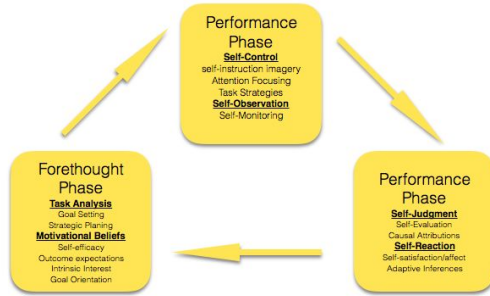 Performance
Phase
Self-Control
self-instruction imagery
Attention Focusing
Task Strategies
Self-Observation
Self-Monitoring
Forethought
Phase
Task Analysis
Goal Setting
Strategic Planing
Motivational Beliefs
Self-efficacy
Outcome expectations
Intrinsic Interest
Goal Orientation
Performance
Phase
Self-Judgment
Self-Evaluation
Causal Attributions
Self-Reaction
Self-satisfaction/affect
Adaptive Inferences